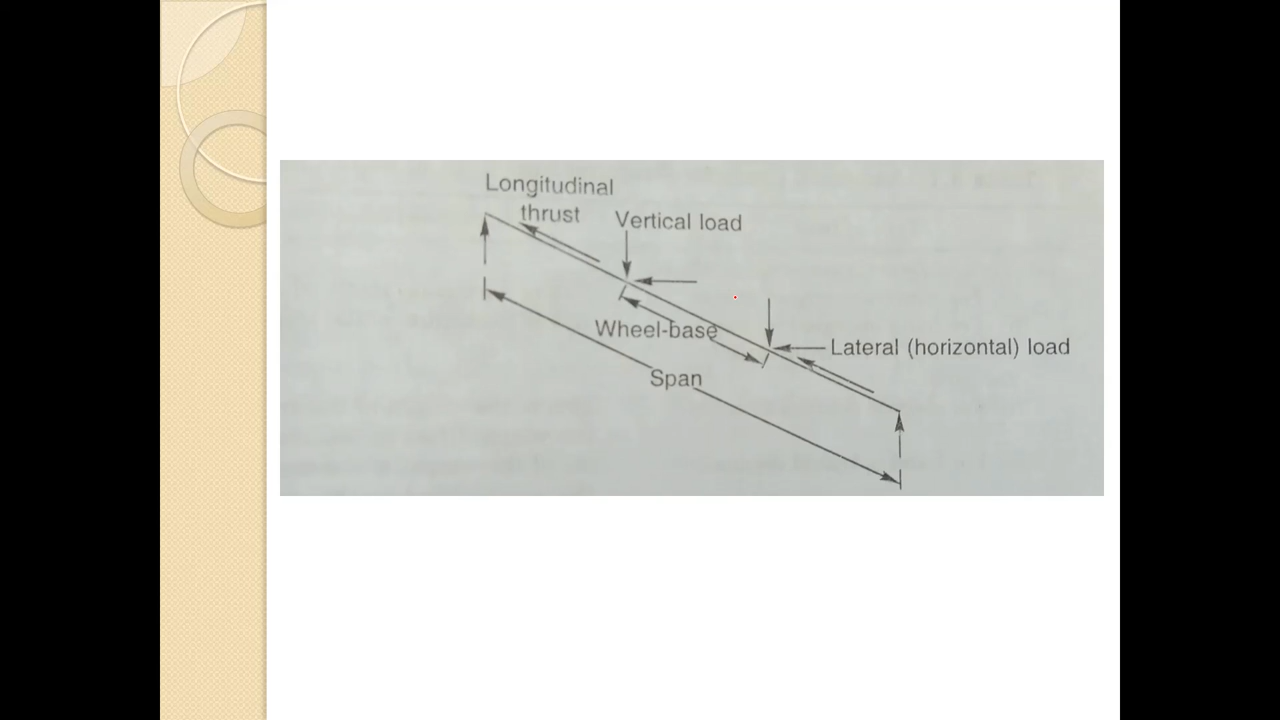 Longitudinal
thrust
Vertical load
Wheel-base
Lateral (horizontal) load
Span